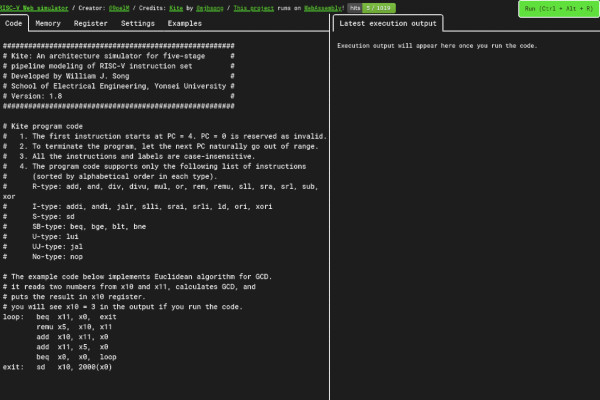 RISC-V Web simulator / Creator: / Credits: Kite by / This project runs on WebAssembly! hits 5 / 1019
Run (Ctrl + Alt + R)
Code Memory Register Settings Examples
Latest execution output
Execution output will appear here once you run the code.
########################################################
# Kite: An architecture simulator for five-stage #
# pipeline modeling of RISC-V instruction set #
# Developed by William J. Song #
# School of Electrical Engineering, Yonsei University #
# Version: 1.8 #
########################################################
# Kite program code
# 1. The first instruction starts at PC = 4. PC = 0 is reserved as invalid.
# 2. To terminate the program, let the next PC naturally go out of range.
# 3. All the instructions and labels are case-insensitive.
# 4. The program code supports only the following list of instructions
# (sorted by alphabetical order in each type).
# R-type: add, and, div, divu, mul, or, rem, remu, sll, sra, srl, sub,
xor
# I-type: addi, andi, jalr, slli, srai, srli, ld, ori, xori
# S-type: sd
# SB-type: beq, bge, blt, bne
# U-type: lui
# UJ-type: jal
# No-type: nop
# The example code below implements Euclidean algorithm for GCD.
# it reads two numbers from x10 and x11, calculates GCD, and
# puts the result in x10 register.
# you will see x10 = 3 in the output if you run the code.
loop: beq x11, x0, exit
remu x5, x10, x11
add x10, x11, x0
add x11, x5, x0
beq x0, x0, loop
exit: sd x10, 2000(x0)